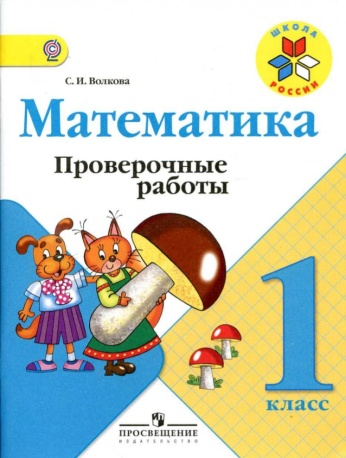 ШКОЛА
РОССИИ
С. И. Волкова
Математика
Проверочные
работы
1
КЛАСС
ПРОСВЕЩЕНИЕ
ИЗДАТЕЛЬСТВО